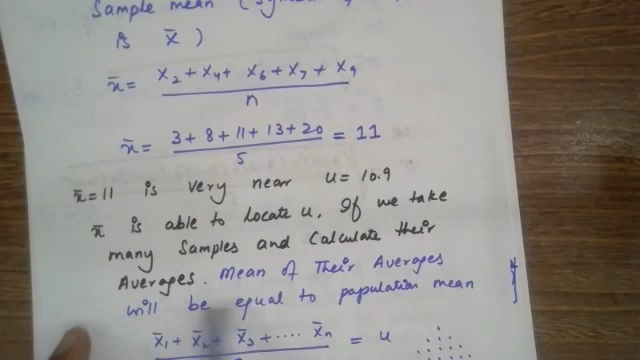 Sample mean (
is x̄ )
x̄ = x2 + x4 + x6 + x7 + x9
n
x̄ = 3 + 8 + 11 + 13 + 20 = 11
5
x̄ = 11 is very near u = 10.9
x̄ is able to locate u. If we take
many Samples and Calculate their
Averages. Mean of Their Averages
will be equal to population mean
x̄1 + x̄2 + x̄3 + .... x̄n = u